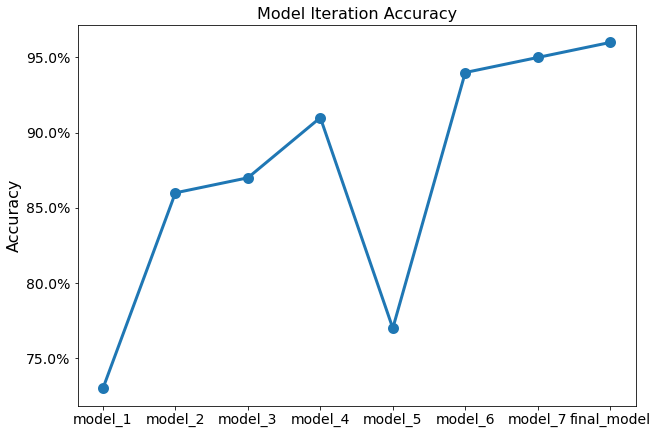 Model Iteration Accuracy
95.0%
90.0%
85.0%
80.0%
75.0%
Accuracy
model_1 model_2 model_3 model_4 model_5 model_6 model_7 final_model